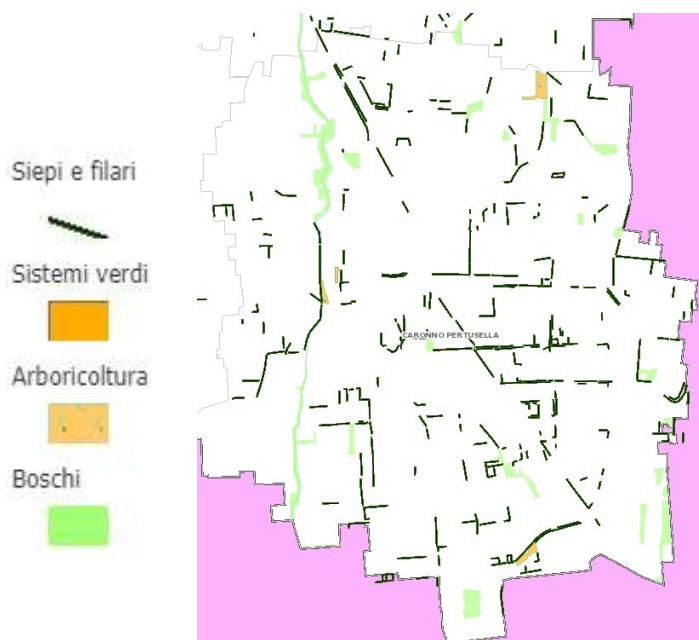 Siepi e filari
Sistemi verdi
Arboricoltura
Boschi
CARONNO PERTUSELLA